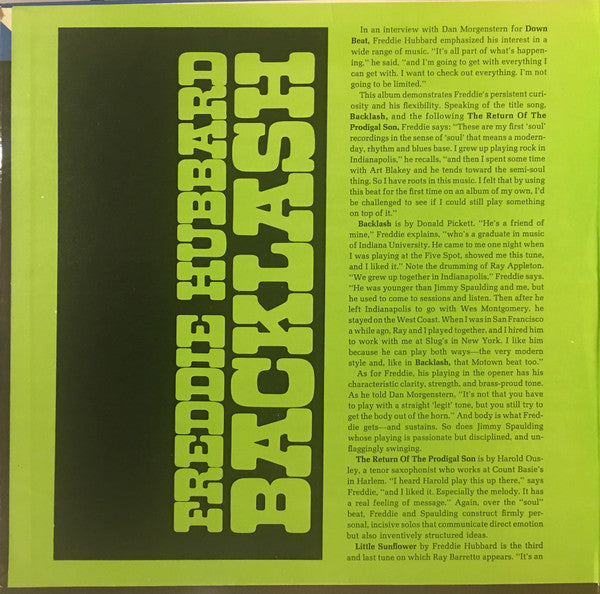 FREDDIE HUBBARD
BACKLASH
In an interview with Dan Morgenstern for Down
Beat, Freddie Hubbard emphasized his interest in a
wide range of music. "It's all part of what's happen-
ing," he said, "and I'm going to get with everything I
can get with. I want to check out everything. I'm not
going to be limited."
This album demonstrates Freddie's persistent curi-
osity and his flexibility. Speaking of the title song,
Backlash, and the following The Return Of The
Prodigal Son, Freddie says: "These are my first 'soul'
recordings in the sense of 'soul' that means a modern-
day, rhythm and blues base. I grew up playing rock in
Indianapolis," he recalls, "and then I spent some time
with Art Blakey and he tends toward the semi-soul
thing. So I have roots in this music. I felt that by using
this beat for the first time on an album of my own, I'd
be challenged to see if I could still play something
on top of it."
Backlash is by Donald Pickett. "He's a friend of
mine," Freddie explains, "who's a graduate in music
of Indiana University. He came to me one night when
I was playing at the Five Spot, showed me this tune,
and I liked it." Note the drumming of Ray Appleton.
"We grew up together in Indianapolis," Freddie says.
"He was younger than Jimmy Spaulding and me, but
he used to come to sessions and listen. Then after he
left Indianapolis to go with Wes Montgomery, he
stayed on the West Coast. When I was in San Francisco
a while ago, Ray and I played together, and I hired him
to work with me at Slug's in New York. I like him
because he can play both ways—the very modern
style and, like in Backlash, that Motown beat too."
As for Freddie, his playing in the opener has his
characteristic clarity, strength, and brass-proud tone.
As he told Dan Morgenstern, "It's not that you have
to play with a straight 'legit' tone, but you still try to
get the body out of the horn." And body is what Fred-
die gets—and sustains. So does Jimmy Spaulding
whose playing is passionate but disciplined, and un-
flaggingly swinging.
The Return Of The Prodigal Son is by Harold Ous-
ley, a tenor saxophonist who works at Count Basie's
in Harlem. "I heard Harold play this up there," says
Freddie, "and I liked it. Especially the melody. It has
a real feeling of message." Again, over the "soul"
beat, Freddie and Spaulding construct firmly per-
sonal, incisive solos that communicate direct emotion
but also inventively structured ideas.
Little Sunflower by Freddie Hubbard is the third
and last tune on which Ray Barretto appears. "It's an